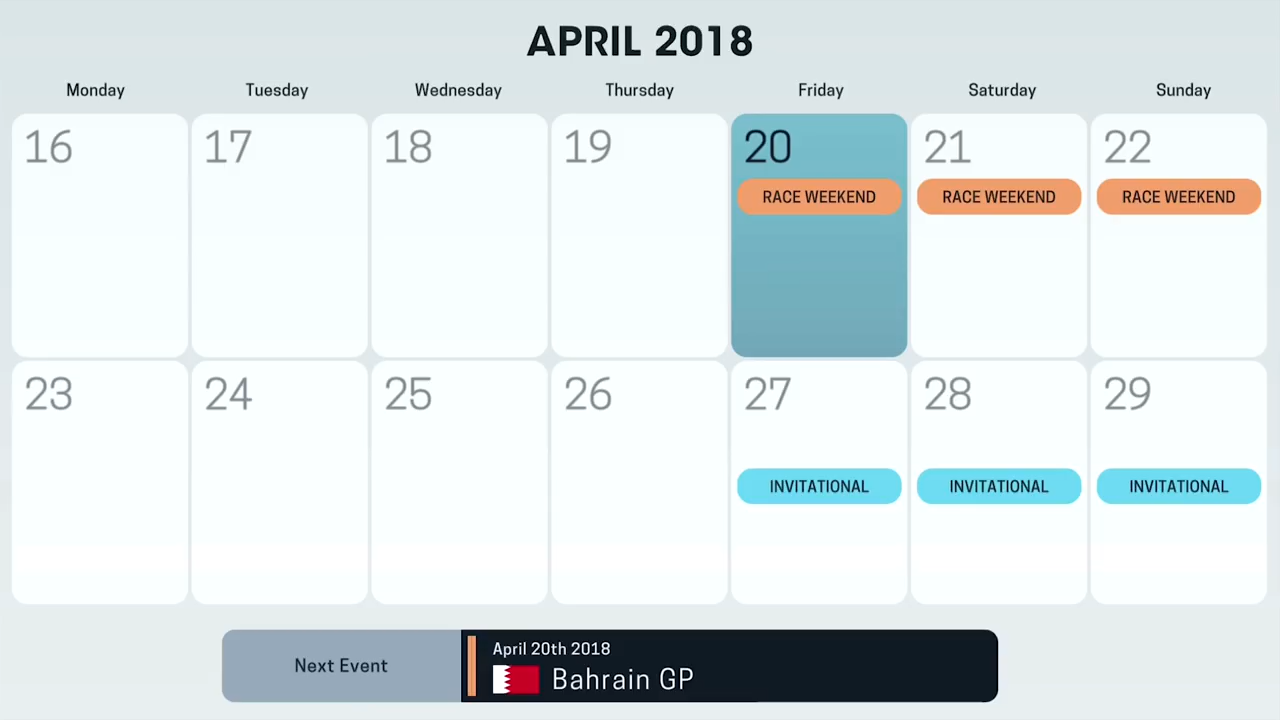 APRIL 2018
Monday Tuesday Wednesday Thursday Friday Saturday Sunday
16 17 18 19 20 21 22
RACE WEEKEND RACE WEEKEND RACE WEEKEND
23 24 25 26 27 28 29
INVITATIONAL INVITATIONAL INVITATIONAL
Next Event
April 20th 2018
Bahrain GP